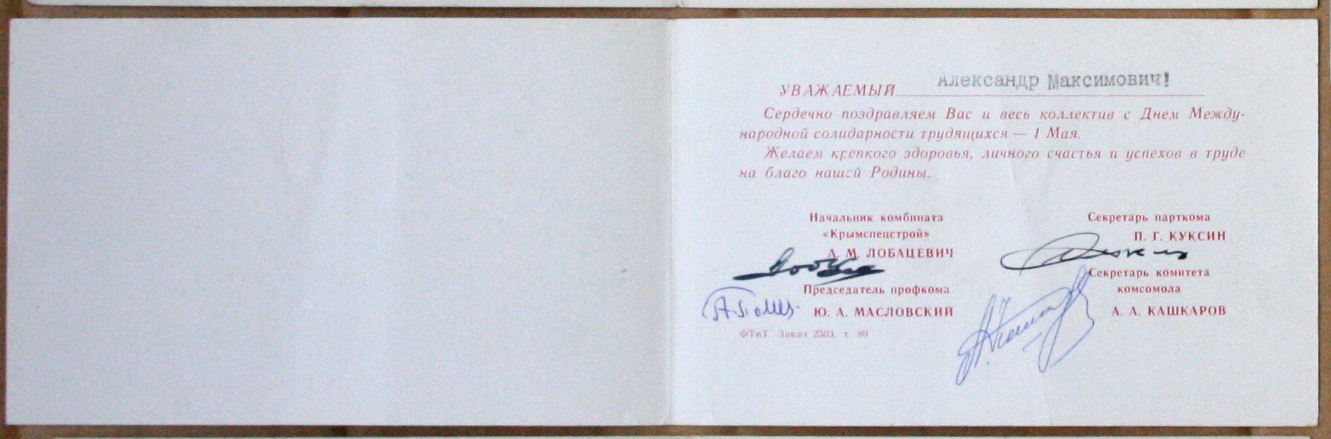 УВАЖАЕМЫЙ Александр Максимович!
Сердечно поздравляем Вас и весь коллектив с Днем Между-
народной солидарности трудящихся — 1 Мая.
Желаем крепкого здоровья, личного счастья и успехов в труде
на благо нашей Родины.
Начальник комбината
«Крымспецстрой»
А. М. ЛОБАЦЕВИЧ
Председатель профкома
Ю. А. МАСЛОВСКИЙ
ФТиТ. Заказ 2303. т. 80
Секретарь парткома
П. Г. КУКСИН
Секретарь комитета
комсомола
А. А. КАШКАРОВ